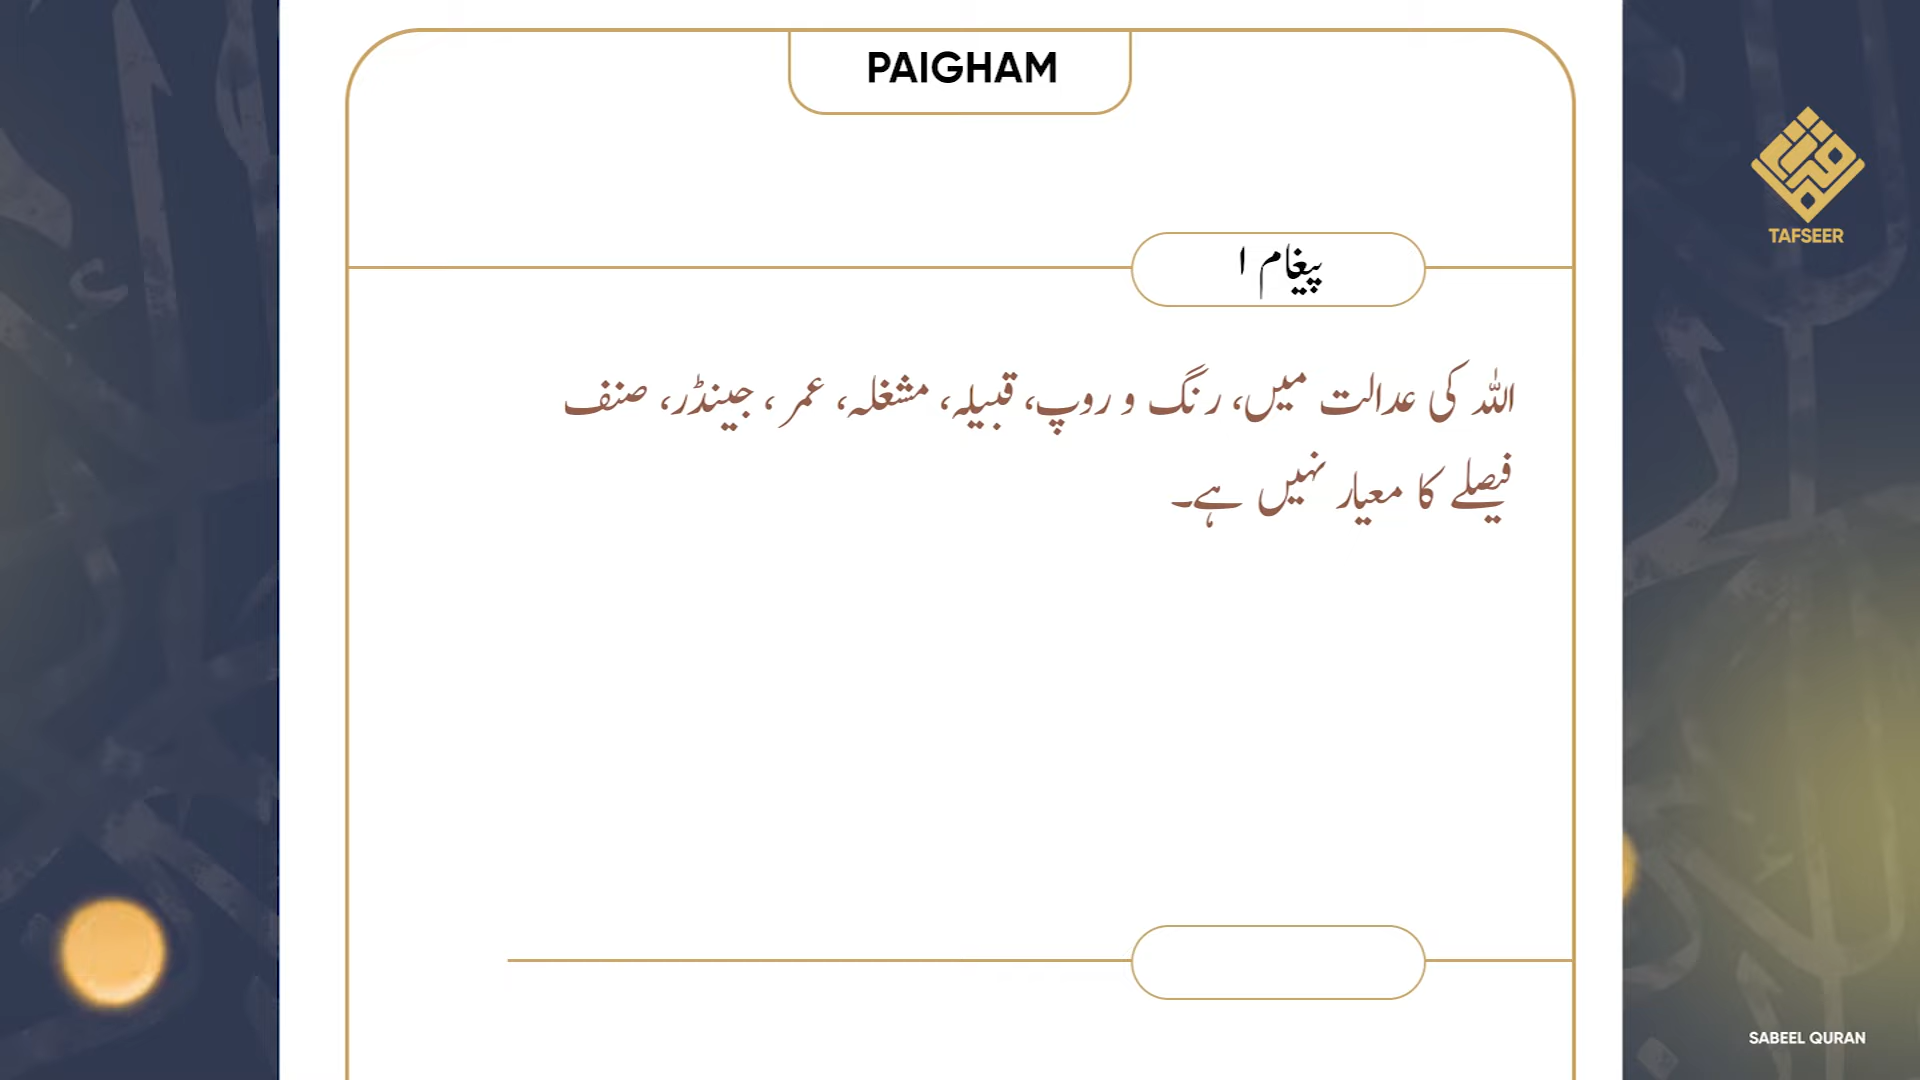 PAIGHAM
پیغام ۱
اللہ کی عدالت میں، رنگ و روپ، قبیلہ، مشغلہ، عمر ، جینڈر، صنف
فیصلے کا معیار نہیں ہے۔
TAFSEER
SABEEL QURAN